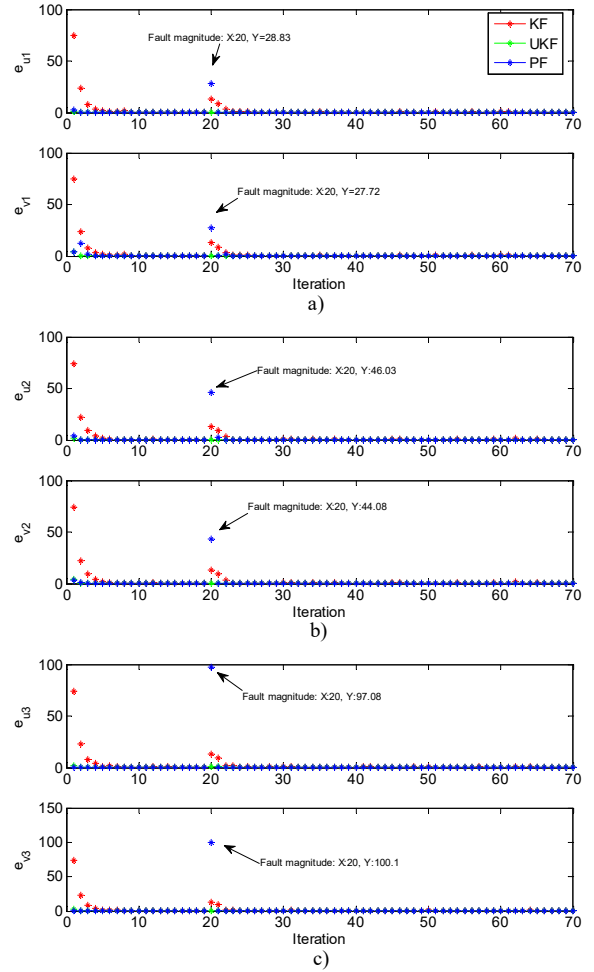 100
50
0
e_u1
Fault magnitude: X:20, Y=28.83
KF
UKF
PF
0 10 20 30 40 50 60 70
100
50
0
e_v1
Fault magnitude: X:20, Y=27.72
0 10 20 30 40 50 60 70
Iteration
a)
100
50
0
e_u2
Fault magnitude: X:20, Y:46.03
0 10 20 30 40 50 60 70
100
50
0
e_v2
Fault magnitude: X:20, Y:44.08
0 10 20 30 40 50 60 70
Iteration
b)
100
50
0
e_u3
Fault magnitude: X:20, Y:97.08
0 10 20 30 40 50 60 70
150
100
50
0
e_v3
Fault magnitude: X:20, Y:100.1
0 10 20 30 40 50 60 70
Iteration
c)